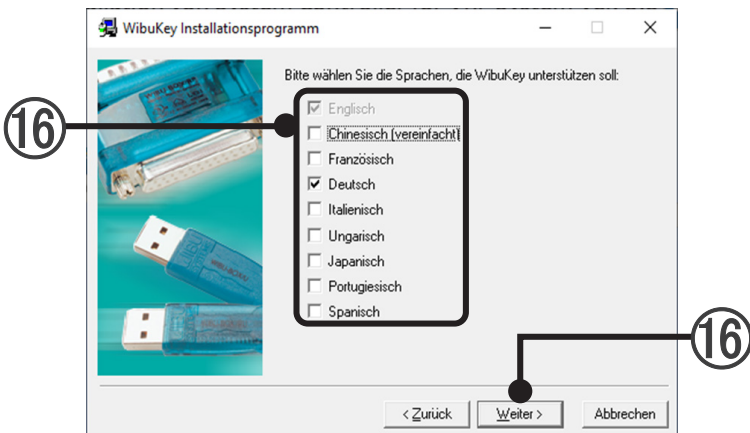 WibuKey Installationsprogramm
Bitte wählen Sie die Sprachen, die WibuKey unterstützen soll:
16
Englisch
Chinesisch (vereinfacht)
Französisch
Deutsch
Italienisch
Ungarisch
Japanisch
Portugiesisch
Spanisch
16
< Zurück
Weiter >
Abbrechen